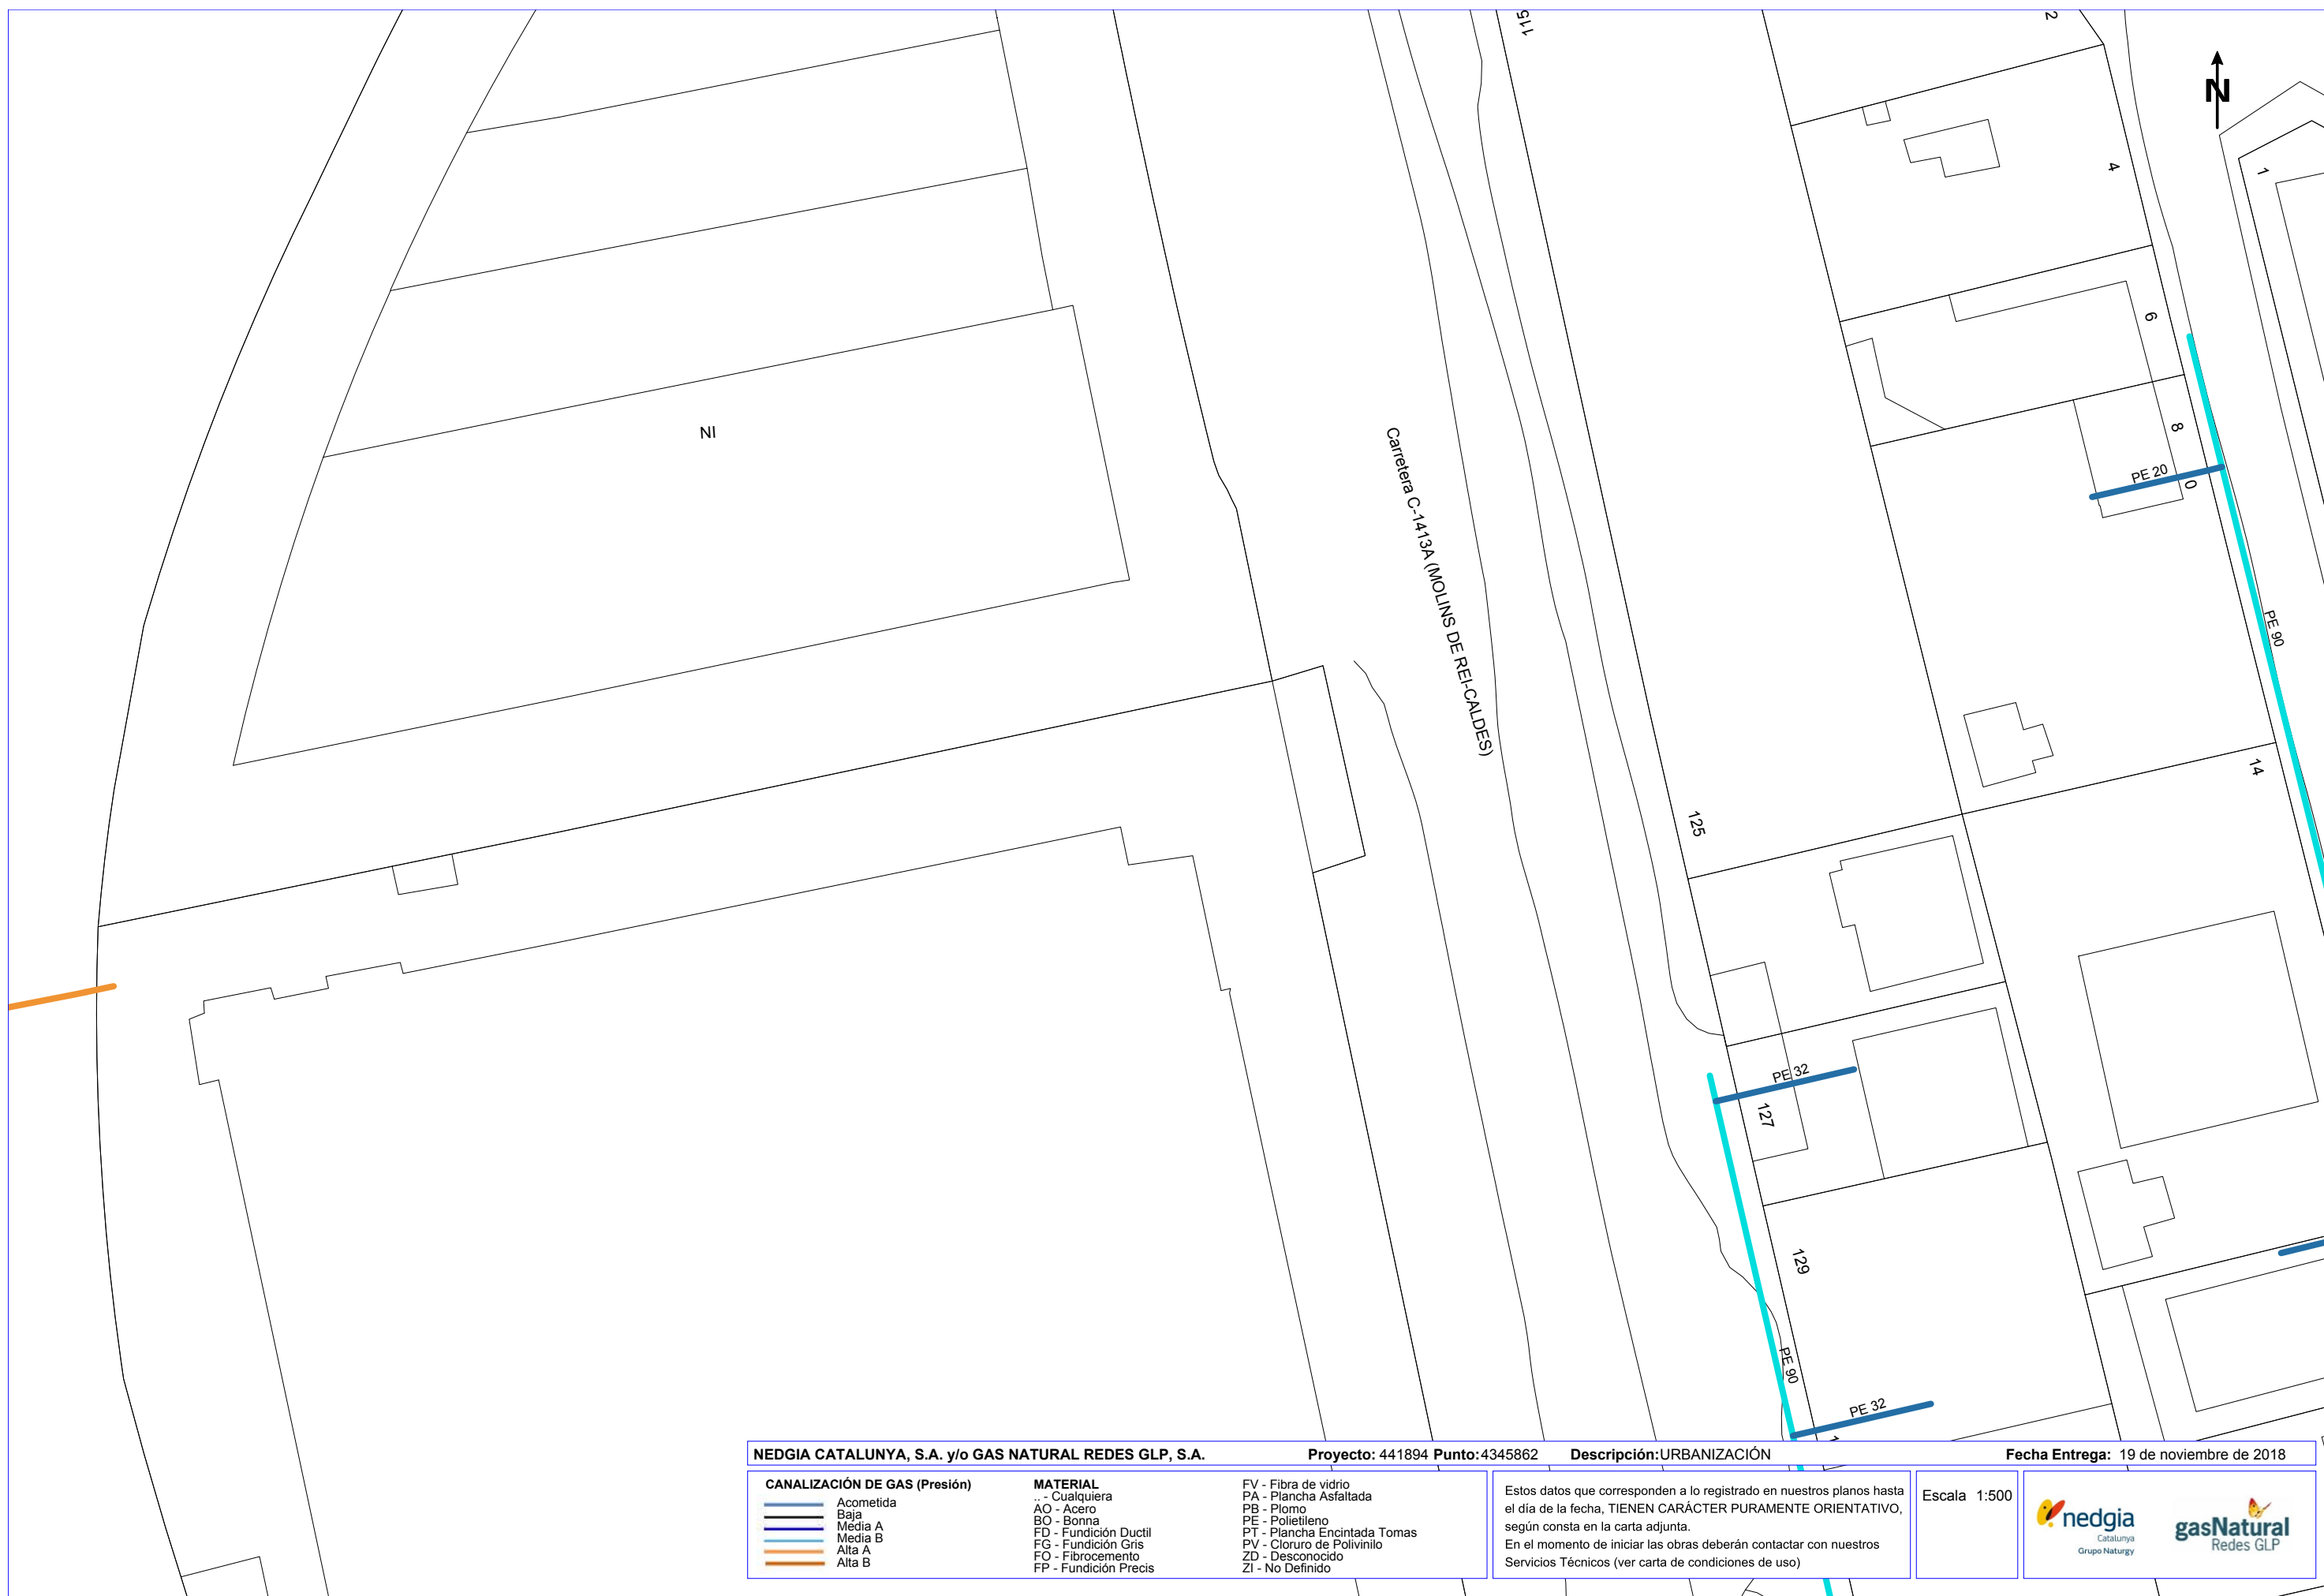 115
2
N
4
1
6
8
0
PE 20
NI
Carretera C-1413A (MOLINS DE REI-CALDES)
PE 90
14
125
PE 32
127
129
PE 90
PE 32
NEDGIA CATALUNYA, S.A. y/o GAS NATURAL REDES GLP, S.A. Proyecto: 441894 Punto:4345862 Descripción:URBANIZACIÓN Fecha Entrega: 19 de noviembre de 2018
CANALIZACIÓN DE GAS (Presión)
Acometida
Baja
Media A
Media B
Alta A
Alta B
MATERIAL
.. - Cualquiera
AO - Acero
BO - Bonna
FD - Fundición Ductil
FG - Fundición Gris
FO - Fibrocemento
FP - Fundición Precis
FV - Fibra de vidrio
PA - Plancha Asfaltada
PB - Plomo
PE - Polietileno
PT - Plancha Encintada Tomas
PV - Cloruro de Polivinilo
ZD - Desconocido
ZI - No Definido
Estos datos que corresponden a lo registrado en nuestros planos hasta
el día de la fecha, TIENEN CARÁCTER PURAMENTE ORIENTATIVO,
según consta en la carta adjunta.
En el momento de iniciar las obras deberán contactar con nuestros
Servicios Técnicos (ver carta de condiciones de uso)
Escala 1:500
nedgia
Catalunya
Grupo Naturgy
gasNatural
Redes GLP